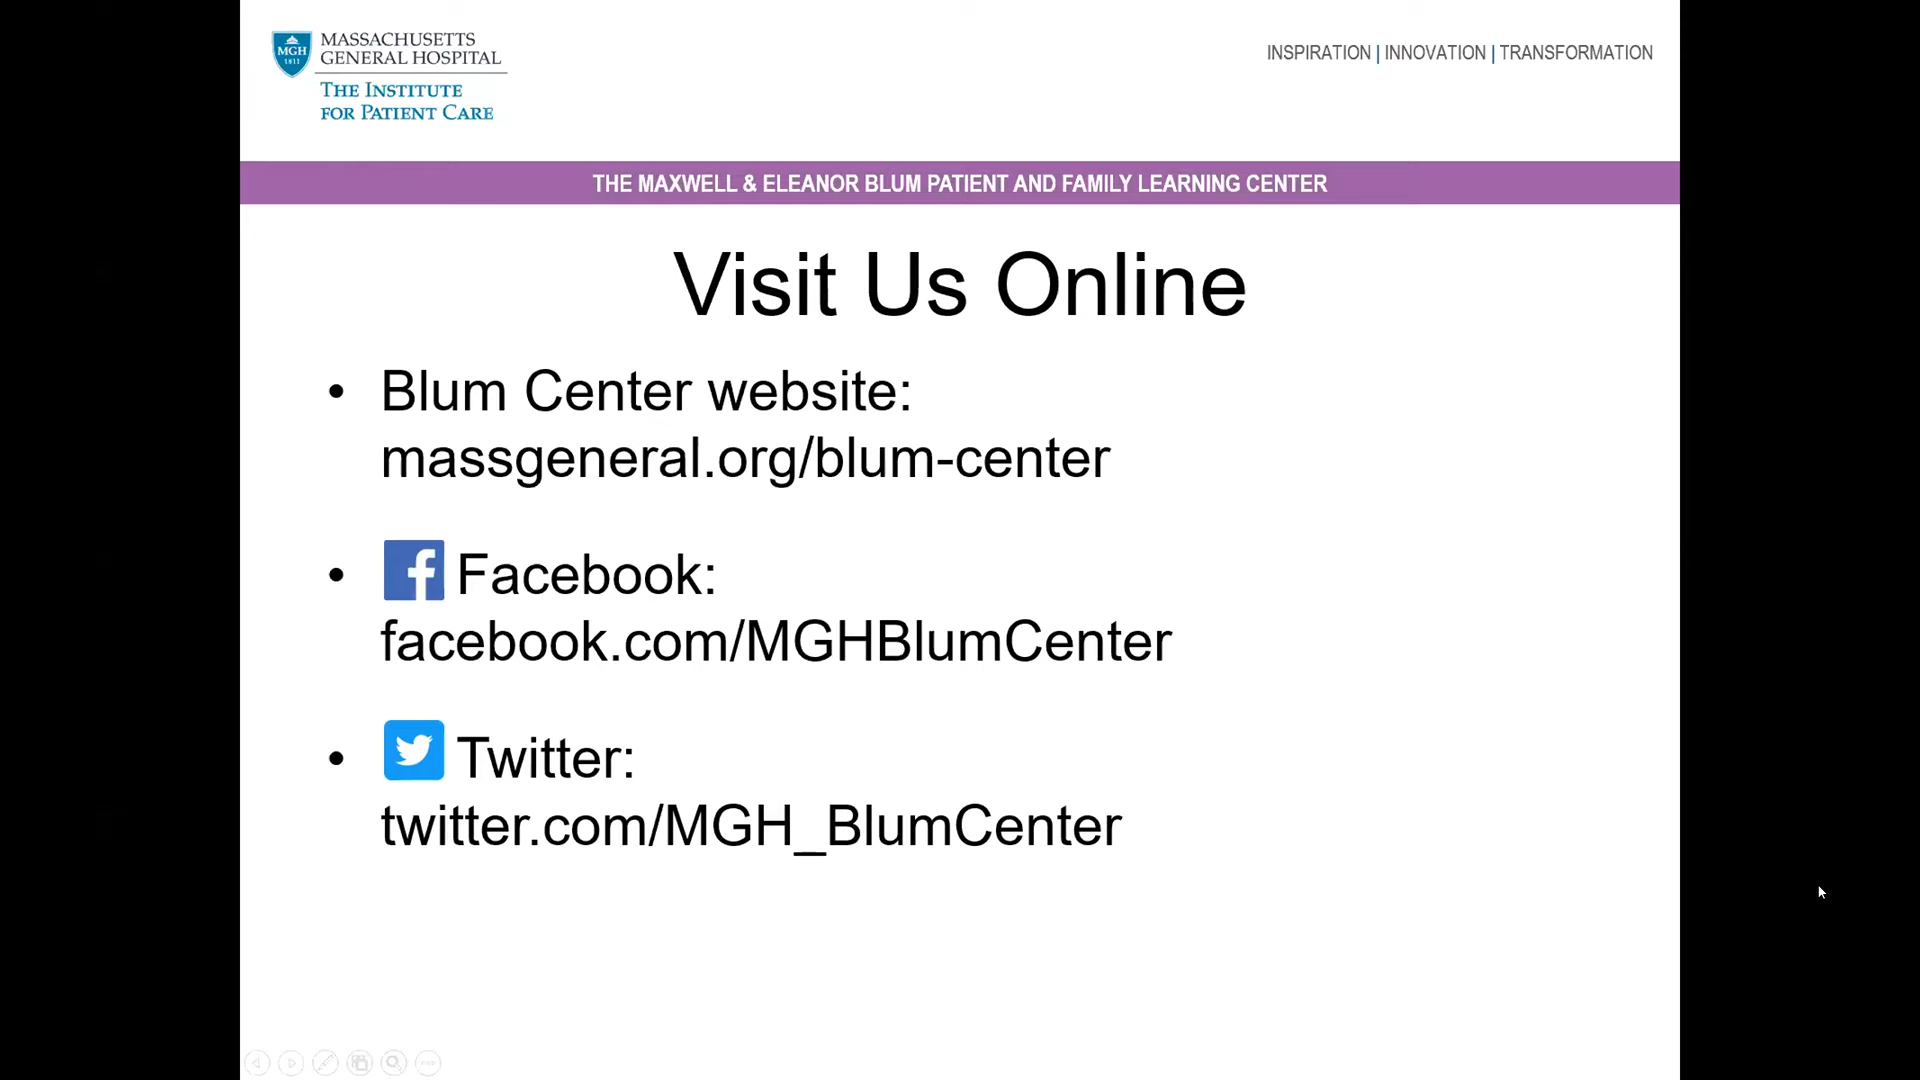 MGH
1811
MASSACHUSETTS
GENERAL HOSPITAL
THE INSTITUTE
FOR PATIENT CARE
INSPIRATION | INNOVATION | TRANSFORMATION
THE MAXWELL & ELEANOR BLUM PATIENT AND FAMILY LEARNING CENTER
Visit Us Online
• Blum Center website:
massgeneral.org/blum-center
• f Facebook:
facebook.com/MGHBlumCenter
• Twitter:
twitter.com/MGH_BlumCenter